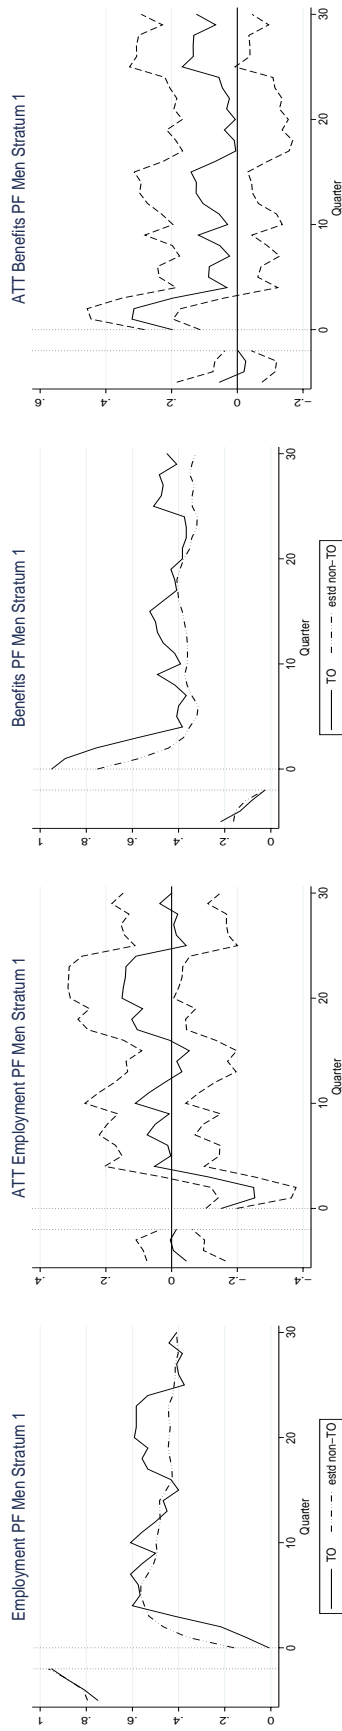 Employment PF Men Stratum 1
1
.8
.6
.4
.2
0
0 10 20 30
Quarter
TO estd non-TO
ATT Employment PF Men Stratum 1
.4
.2
0
-.2
-.4
0 10 20 30
Quarter
Benefits PF Men Stratum 1
1
.8
.6
.4
.2
0
0 10 20 30
Quarter
TO estd non-TO
ATT Benefits PF Men Stratum 1
.6
.4
.2
0
-.2
0 10 20 30
Quarter